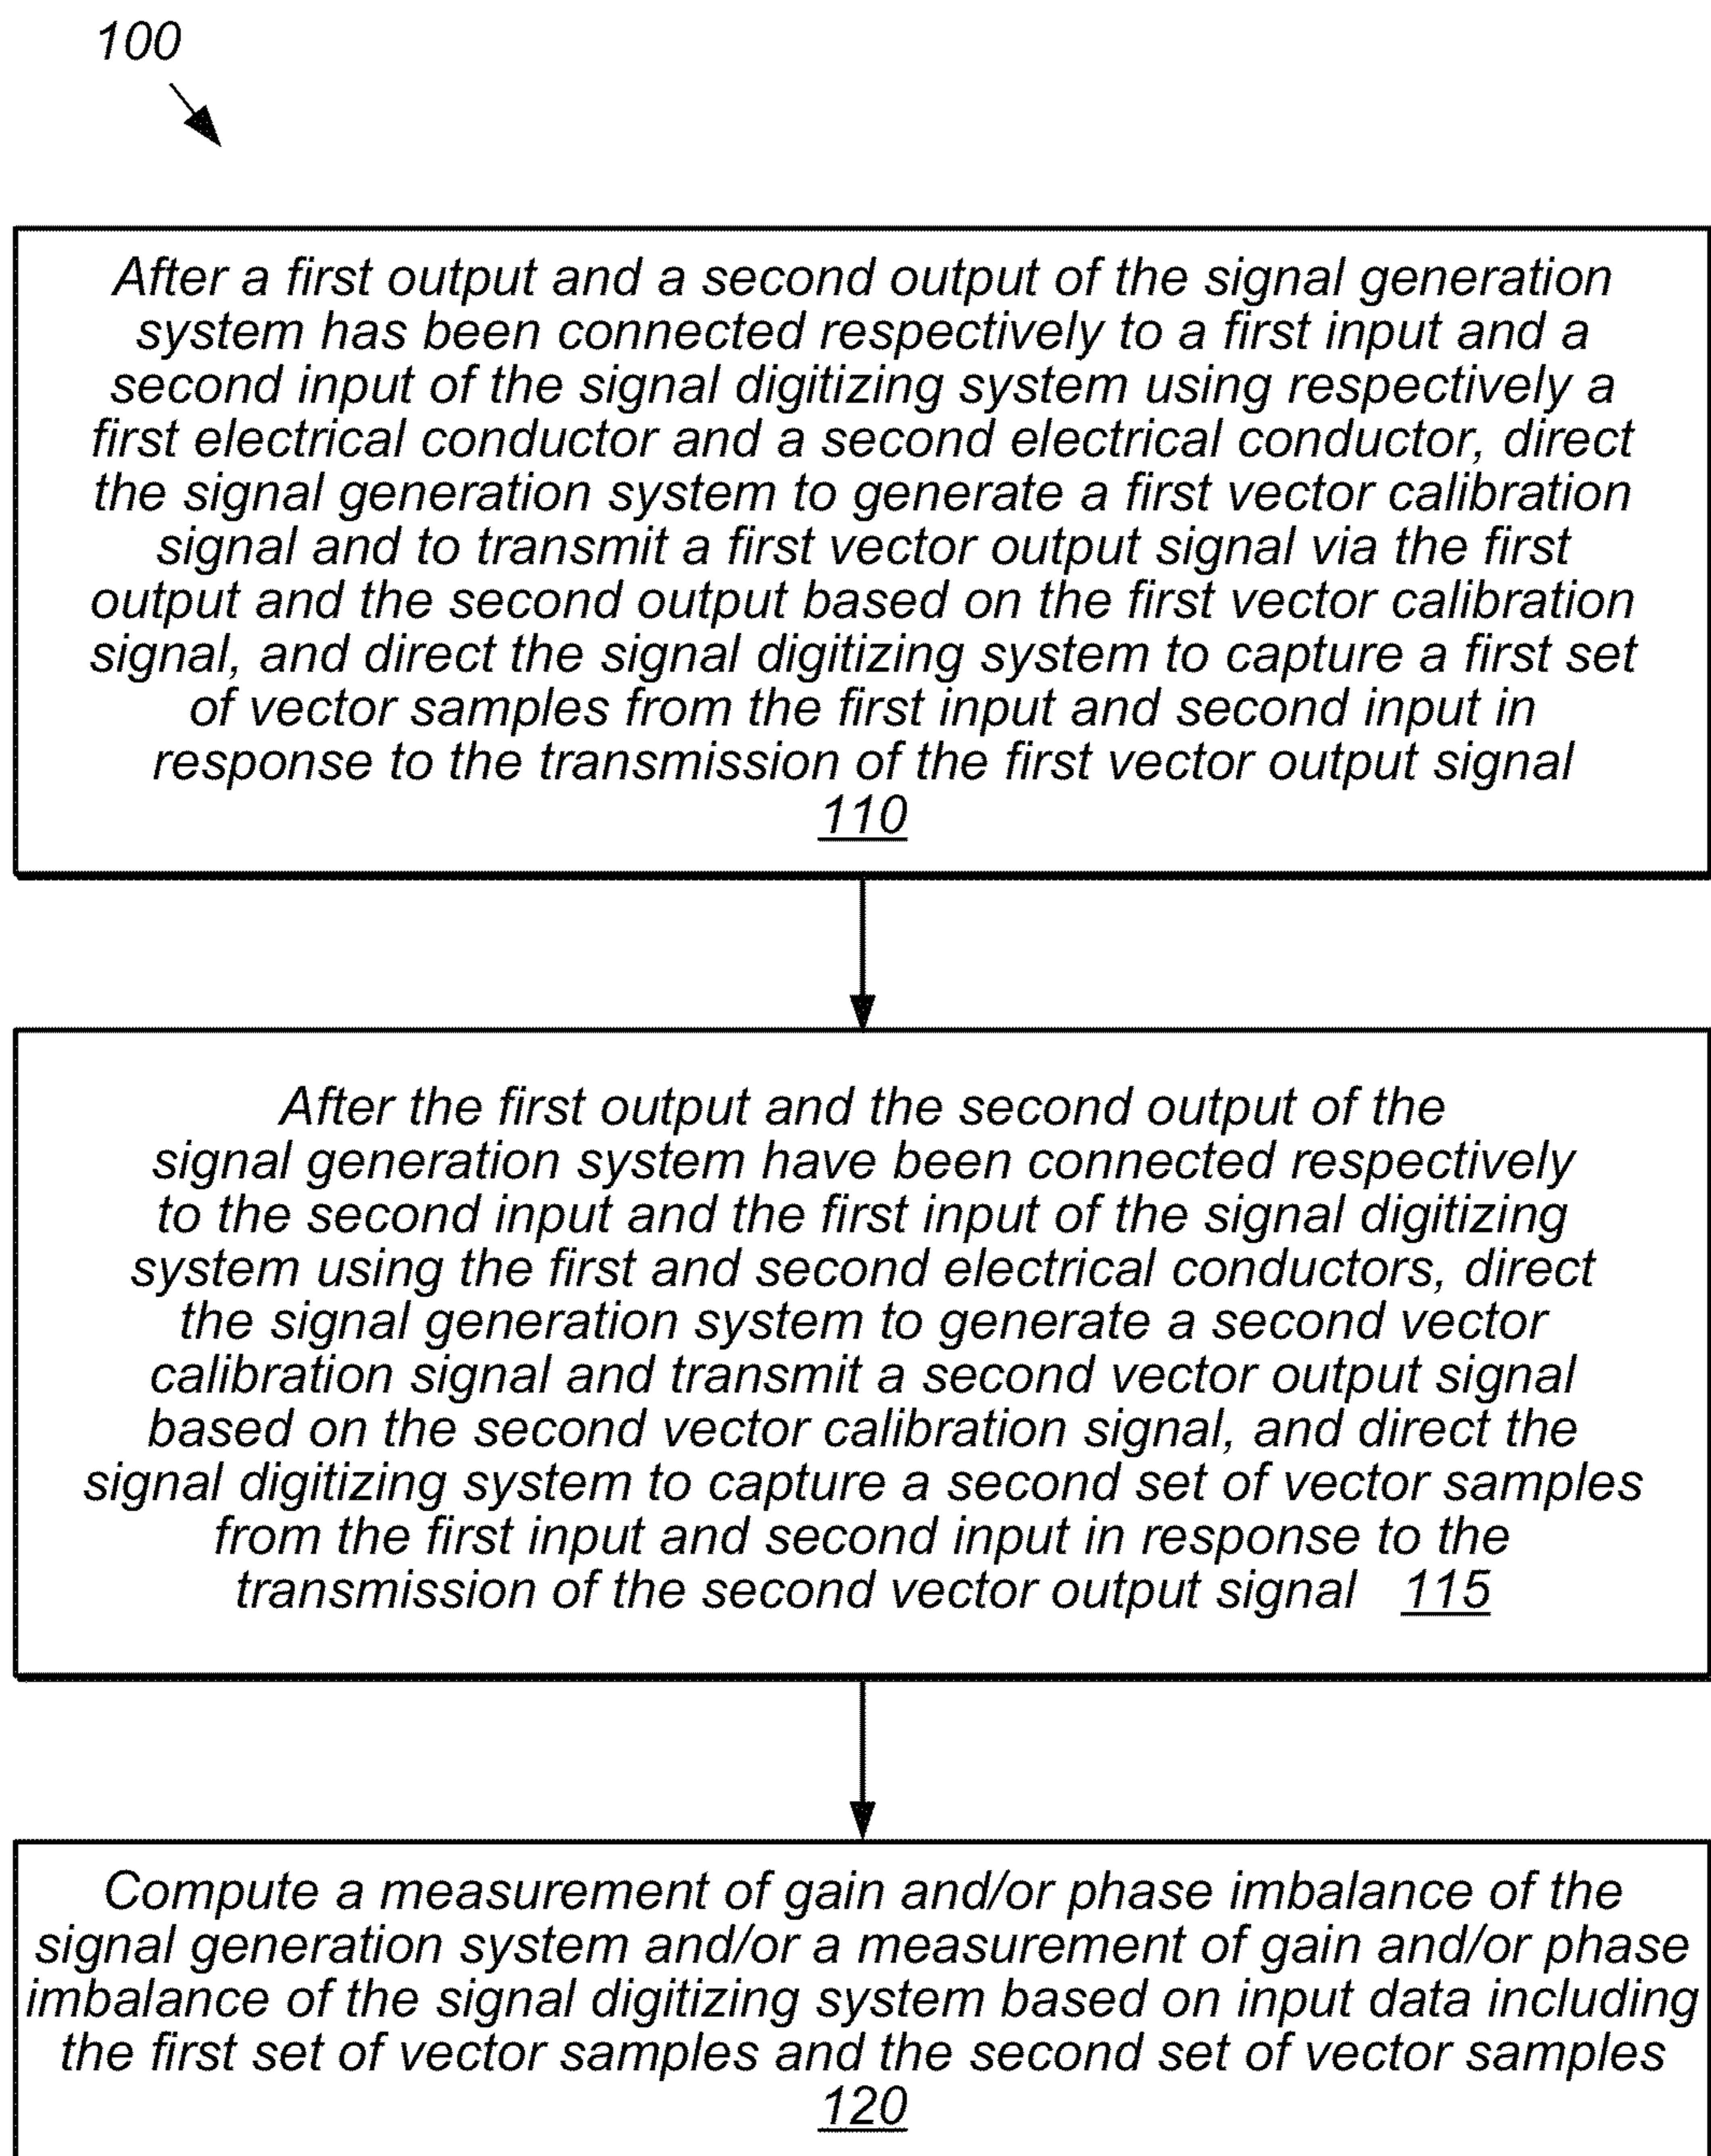 100
After a first output and a second output of the signal generation
system has been connected respectively to a first input and a
second input of the signal digitizing system using respectively a
first electrical conductor and a second electrical conductor, direct
the signal generation system to generate a first vector calibration
signal and to transmit a first vector output signal via the first
output and the second output based on the first vector calibration
signal, and direct the signal digitizing system to capture a first set
of vector samples from the first input and second input in
response to the transmission of the first vector output signal
110
After the first output and the second output of the
signal generation system have been connected respectively
to the second input and the first input of the signal digitizing
system using the first and second electrical conductors, direct
the signal generation system to generate a second vector
calibration signal and transmit a second vector output signal
based on the second vector calibration signal, and direct the
signal digitizing system to capture a second set of vector samples
from the first input and second input in response to the
transmission of the second vector output signal 115
Compute a measurement of gain and/or phase imbalance of the
signal generation system and/or a measurement of gain and/or phase
imbalance of the signal digitizing system based on input data including
the first set of vector samples and the second set of vector samples
120